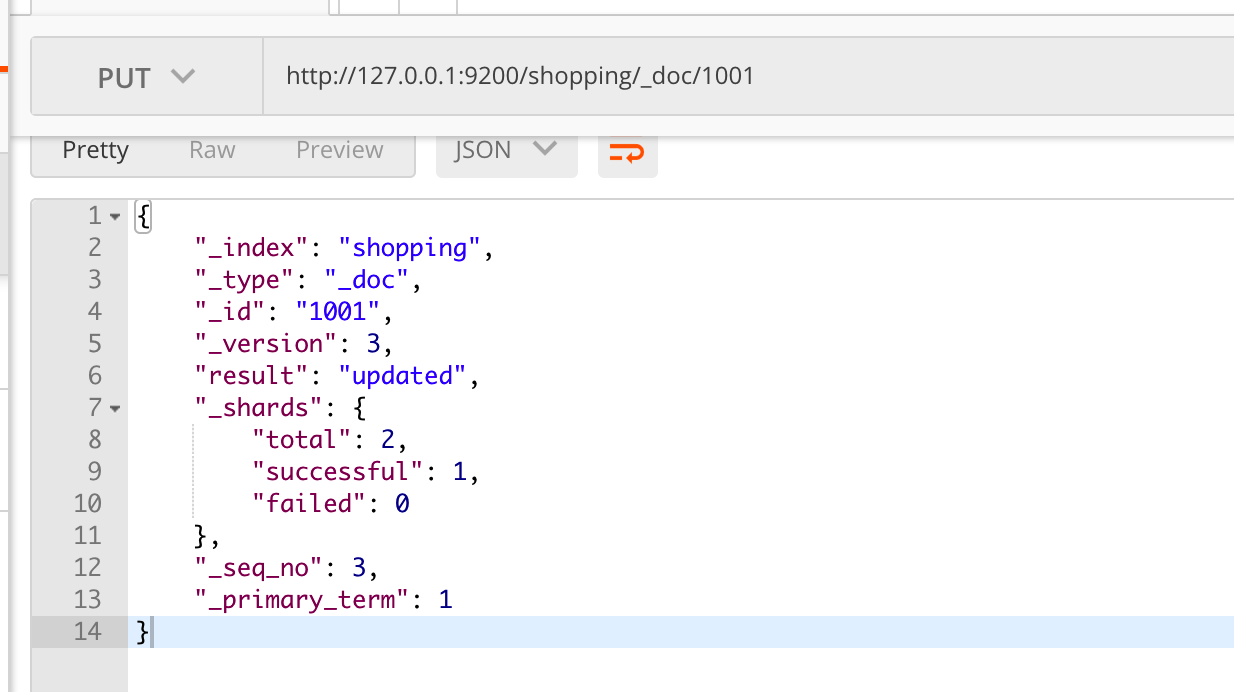 PUT http://127.0.0.1:9200/shopping/_doc/1001
Pretty Raw Preview JSON
1 {
2 "_index": "shopping",
3 "_type": "_doc",
4 "_id": "1001",
5 "_version": 3,
6 "result": "updated",
7 "_shards": {
8 "total": 2,
9 "successful": 1,
10 "failed": 0
11 },
12 "_seq_no": 3,
13 "_primary_term": 1
14 }